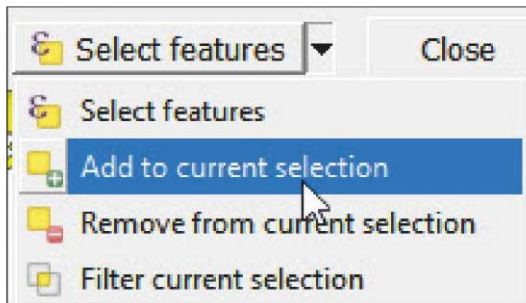 Select features Close
Select features
Add to current selection
Remove from current selection
Filter current selection